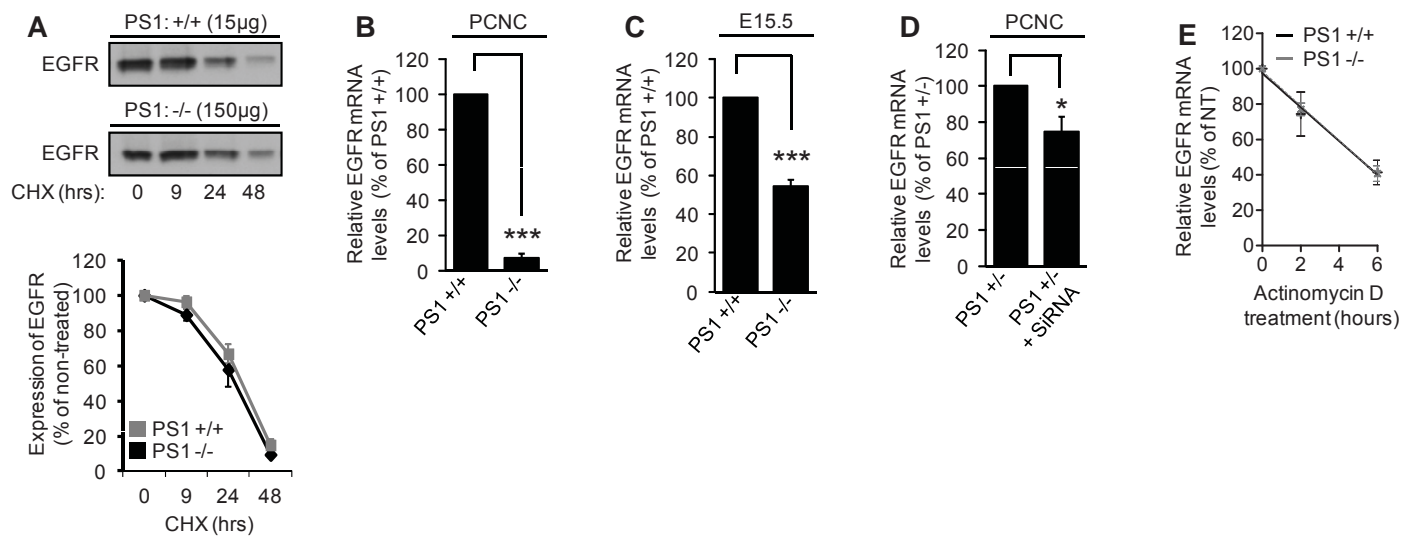 A
PS1: +/+ (15µg)
EGFR
PS1: -/- (150µg)
EGFR
CHX (hrs): 0 9 24 48
Expression of EGFR
(% of non-treated)
120
100
80
60
40
20
0
PS1 +/+
PS1 -/-
0 9 24 48
CHX (hrs)
B
PCNC
Relative EGFR mRNA
levels (% of PS1 +/+)
120
100
80
60
40
20
0
***
PS1 +/+
PS1 -/-
C
E15.5
Relative EGFR mRNA
levels (% of PS1 +/+)
120
100
80
60
40
20
0
***
PS1 +/+
PS1 -/-
D
PCNC
Relative EGFR mRNA
levels (% of PS1 +/-)
120
100
80
60
40
20
0
*
PS1 +/-
PS1 +/-
+ SiRNA
E
PS1 +/+
PS1 -/-
Relative EGFR mRNA
levels (% of NT)
120
100
80
60
40
20
0
0 2 6
Actinomycin D
treatment (hours)